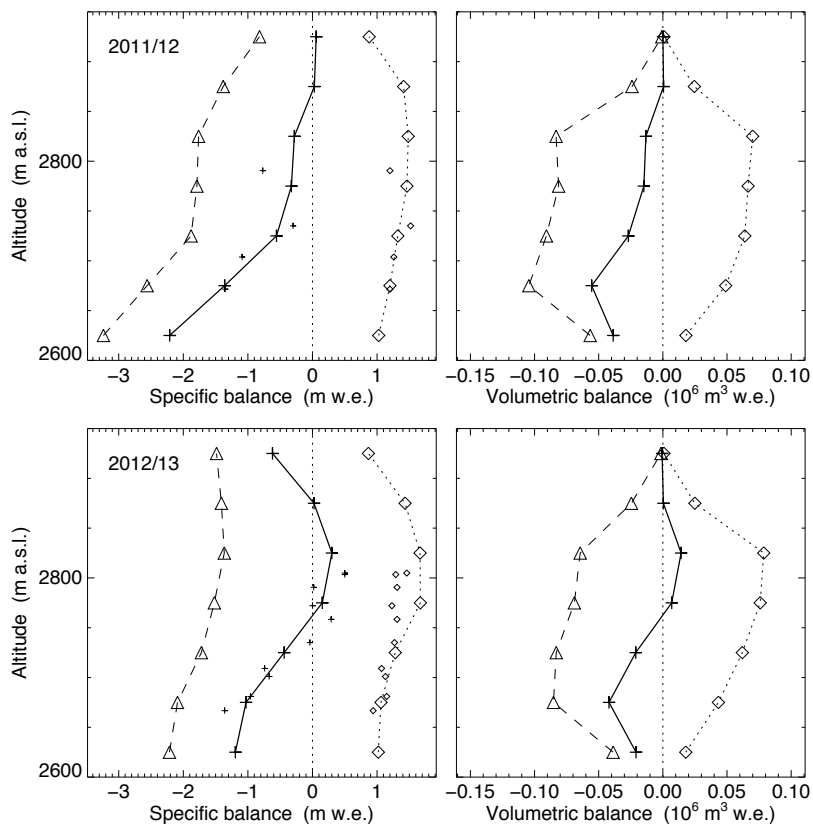 2011/12
Altitude (m a.s.l.)
2800
2600
−3 −2 −1 0 1
Specific balance (m w.e.)
−0.15 −0.10 −0.05 0.00 0.05 0.10
Volumetric balance (10⁶ m³ w.e.)
2012/13
Altitude (m a.s.l.)
2800
2600
−3 −2 −1 0 1
Specific balance (m w.e.)
−0.15 −0.10 −0.05 0.00 0.05 0.10
Volumetric balance (10⁶ m³ w.e.)